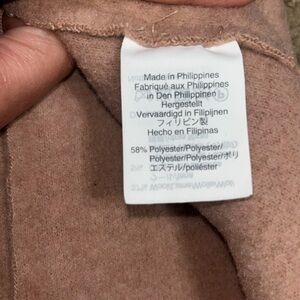 Made in Philippines
Fabriqué aux Philippines
in Den Philippinen
Hergestellt
Vervaardigd in Filipijnen
フィリピン製
Hecho en Filipinas
58% Polyester/Polyester/
Polyester/Polyester/ポリ
エステル/poliéster